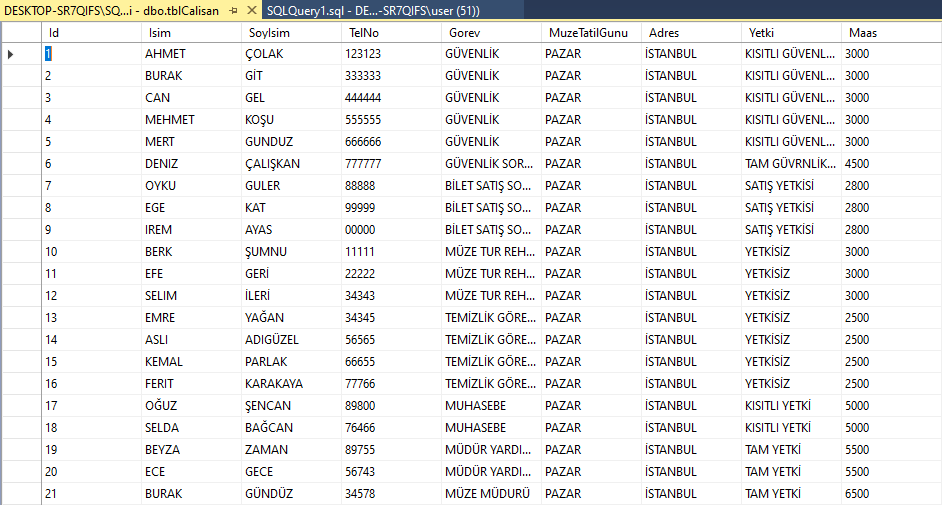 DESKTOP-SR7QIFS\SQ...i - dbo.tblCalisan SQLQuery1.sql - DE...-SR7QIFS\user (51))
Id Isim SoyIsim TelNo Gorev MuzeTatilGunu Adres Yetki Maas
1 AHMET ÇOLAK 123123 GÜVENLİK PAZAR İSTANBUL KISITLI GÜVENL... 3000
2 BURAK GİT 333333 GÜVENLİK PAZAR İSTANBUL KISITLI GÜVENL... 3000
3 CAN GEL 444444 GÜVENLİK PAZAR İSTANBUL KISITLI GÜVENL... 3000
4 MEHMET KOŞU 555555 GÜVENLİK PAZAR İSTANBUL KISITLI GÜVENL... 3000
5 MERT GUNDUZ 666666 GÜVENLİK PAZAR İSTANBUL KISITLI GÜVENL... 3000
6 DENIZ ÇALIŞKAN 777777 GÜVENLİK SOR... PAZAR İSTANBUL TAM GÜVRNLİK... 4500
7 OYKU GULER 88888 BİLET SATIŞ SO... PAZAR İSTANBUL SATIŞ YETKİSİ 2800
8 EGE KAT 99999 BİLET SATIŞ SO... PAZAR İSTANBUL SATIŞ YETKİSİ 2800
9 IREM AYAS 00000 BİLET SATIŞ SO... PAZAR İSTANBUL SATIŞ YETKİSİ 2800
10 BERK ŞUMNU 11111 MÜZE TUR REH... PAZAR İSTANBUL YETKİSİZ 3000
11 EFE GERİ 22222 MÜZE TUR REH... PAZAR İSTANBUL YETKİSİZ 3000
12 SELIM İLERİ 34343 MÜZE TUR REH... PAZAR İSTANBUL YETKİSİZ 3000
13 EMRE YAĞAN 34345 TEMİZLİK GÖRE... PAZAR İSTANBUL YETKİSİZ 2500
14 ASLI ADIGÜZEL 56565 TEMİZLİK GÖRE... PAZAR İSTANBUL YETKİSİZ 2500
15 KEMAL PARLAK 66655 TEMİZLİK GÖRE... PAZAR İSTANBUL YETKİSİZ 2500
16 FERIT KARAKAYA 77766 TEMİZLİK GÖRE... PAZAR İSTANBUL YETKİSİZ 2500
17 OĞUZ ŞENCAN 89800 MUHASEBE PAZAR İSTANBUL KISITLI YETKİ 5000
18 SELDA BAĞCAN 76466 MUHASEBE PAZAR İSTANBUL KISITLI YETKİ 5000
19 BEYZA ZAMAN 89755 MÜDÜR YARDI... PAZAR İSTANBUL TAM YETKİ 5500
20 ECE GECE 56743 MÜDÜR YARDI... PAZAR İSTANBUL TAM YETKİ 5500
21 BURAK GÜNDÜZ 34578 MÜZE MÜDURÜ PAZAR İSTANBUL TAM YETKİ 6500